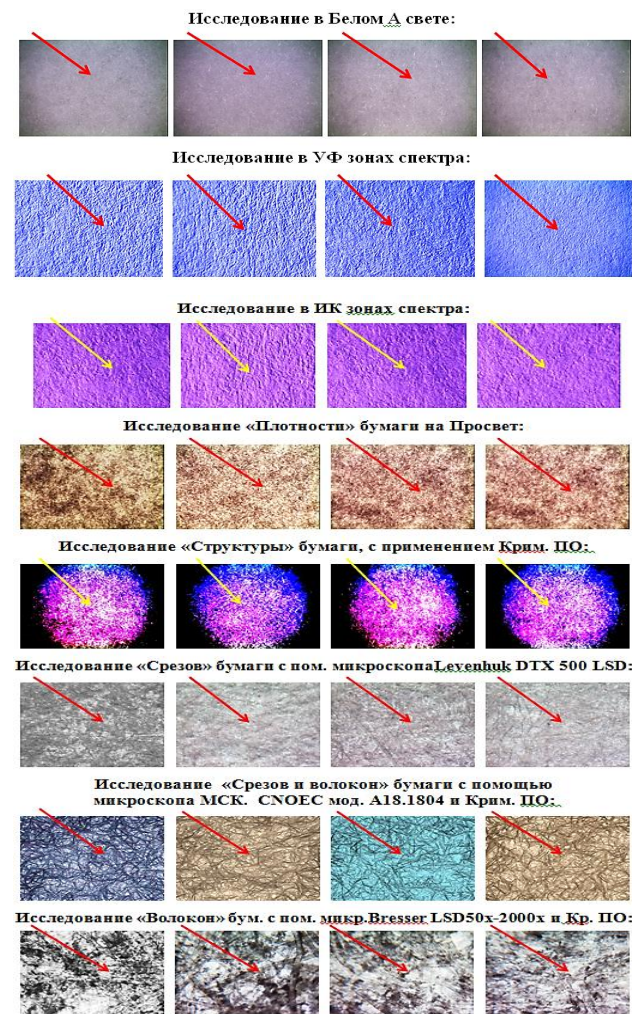 Исследование в Белом А свете:
Исследование в УФ зонах спектра:
Исследование в ИК зонах спектра:
Исследование «Плотности» бумаги на Просвет:
Исследование «Структуры» бумаги, с применением Крим. ПО:
Исследование «Срезов» бумаги с пом. микроскопаLevenhuk DTX 500 LSD:
Исследование «Срезов и волокон» бумаги с помощью
микроскопа МСК. CNOEC мод. А18.1804 и Крим. ПО:
Исследование «Волокон» бум. с пом. микр.Bresser LSD50x-2000x и Кр. ПО: